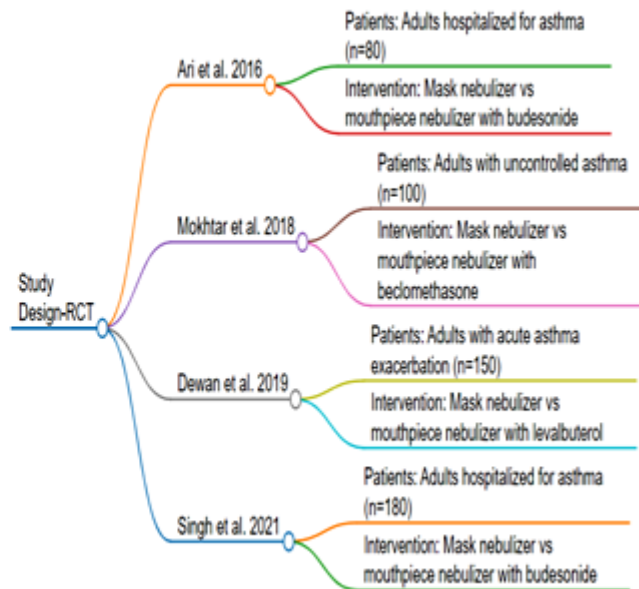 Study
Design-RCT
Ari et al. 2016
Patients: Adults hospitalized for asthma
(n=80)
Intervention: Mask nebulizer vs
mouthpiece nebulizer with budesonide
Mokhtar et al. 2018
Patients: Adults with uncontrolled asthma
(n=100)
Intervention: Mask nebulizer vs
mouthpiece nebulizer with
beclomethasone
Dewan et al. 2019
Patients: Adults with acute asthma
exacerbation (n=150)
Intervention: Mask nebulizer vs
mouthpiece nebulizer with levalbuterol
Singh et al. 2021
Patients: Adults hospitalized for asthma
(n=180)
Intervention: Mask nebulizer vs
mouthpiece nebulizer with budesonide